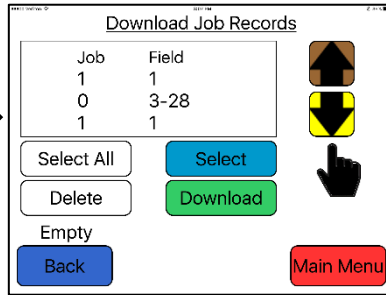 Download Job Records
Job Field
1 1
0 3-28
1 1
Select All Select
Delete Download
Empty
Back Main Menu